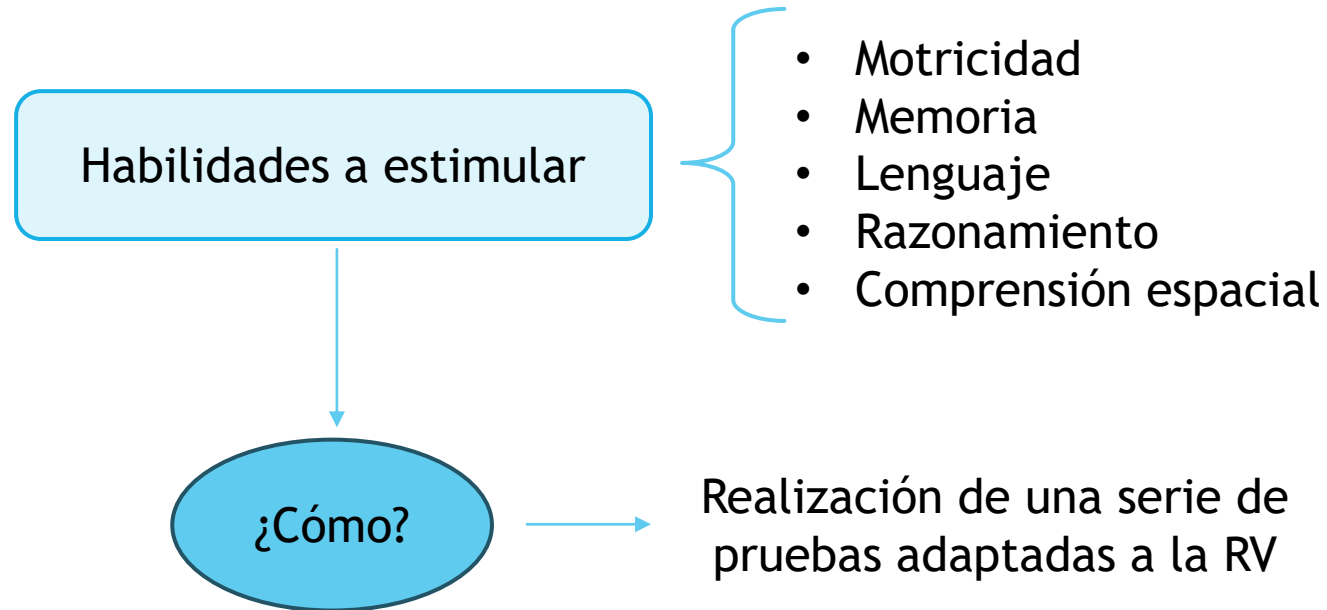 Habilidades a estimular
• Motricidad
• Memoria
• Lenguaje
• Razonamiento
• Comprensión espacial
¿Cómo?
Realización de una serie de
pruebas adaptadas a la RV